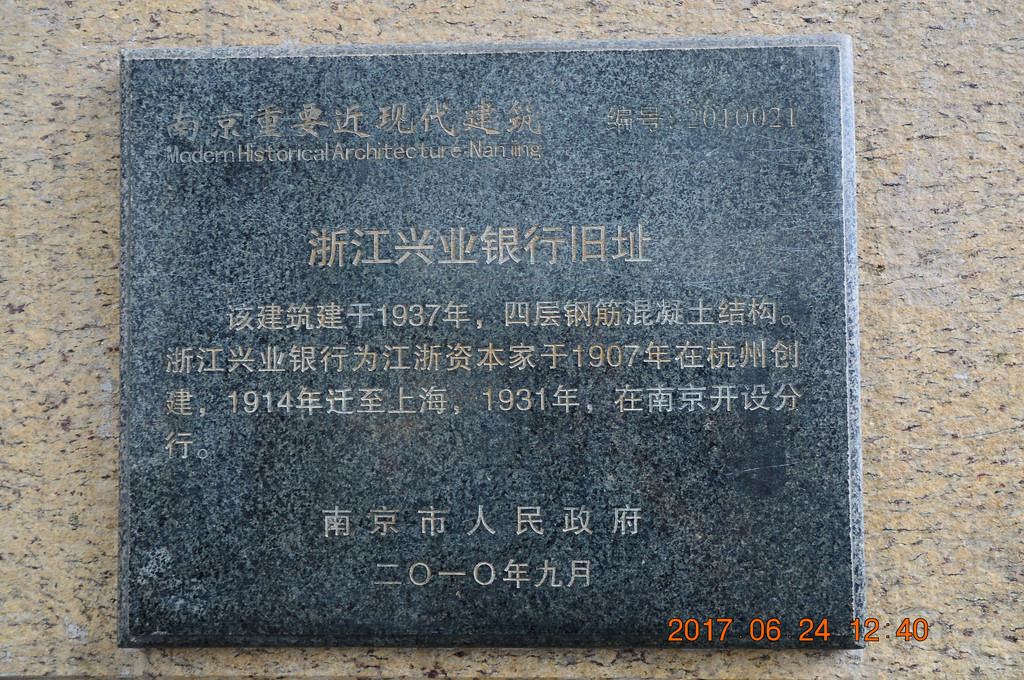 南京重要近现代建筑 编号 2010021
Modern Historical Architecture Nanjing
浙江兴业银行旧址
该建筑建于1937年，四层钢筋混凝土结构。
浙江兴业银行为江浙资本家于1907年在杭州创
建，1914年迁至上海，1931年，在南京开设分
行。
南京市人民政府
二〇一〇年九月
2017 06 24 12:40